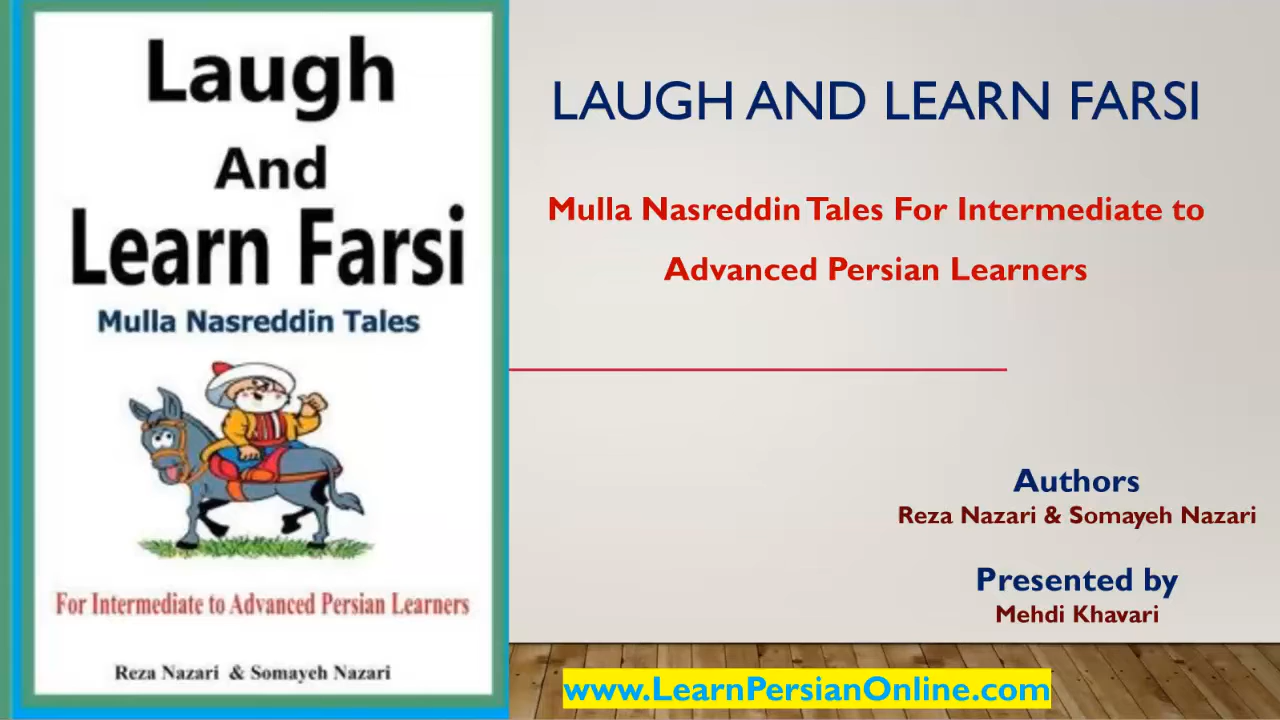 Laugh
And
Learn Farsi
Mulla Nasreddin Tales
For Intermediate to Advanced Persian Learners
Reza Nazari & Somayeh Nazari
LAUGH AND LEARN FARSI
Mulla Nasreddin Tales For Intermediate to
Advanced Persian Learners
Authors
Reza Nazari & Somayeh Nazari
Presented by
Mehdi Khavari
www.LearnPersianOnline.com